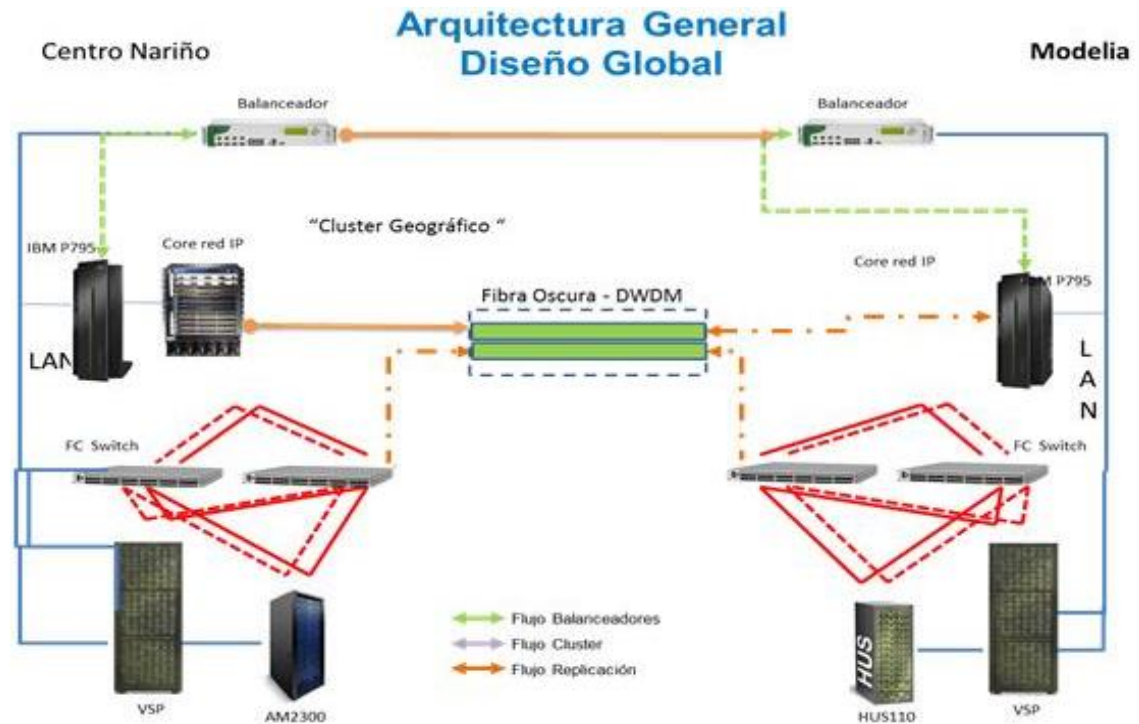 Arquitectura General
Diseño Global
Centro Nariño
Modelia
Balanceador
Balanceador
"Cluster Geográfico "
IBM P795
Core red IP
Core red IP
P795
Fibra Oscura - DWDM
LAN
L
A
N
FC Switch
FC Switch
Flujo Balanceadores
Flujo Cluster
Flujo Replicación
HUS
VSP
AM2300
HUS110
VSP